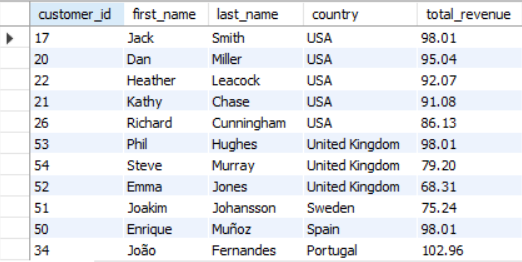 customer_id first_name last_name country total_revenue
17 Jack Smith USA 98.01
20 Dan Miller USA 95.04
22 Heather Leacock USA 92.07
21 Kathy Chase USA 91.08
26 Richard Cunningham USA 86.13
53 Phil Hughes United Kingdom 98.01
54 Steve Murray United Kingdom 79.20
52 Emma Jones United Kingdom 68.31
51 Joakim Johansson Sweden 75.24
50 Enrique Muñoz Spain 98.01
34 João Fernandes Portugal 102.96